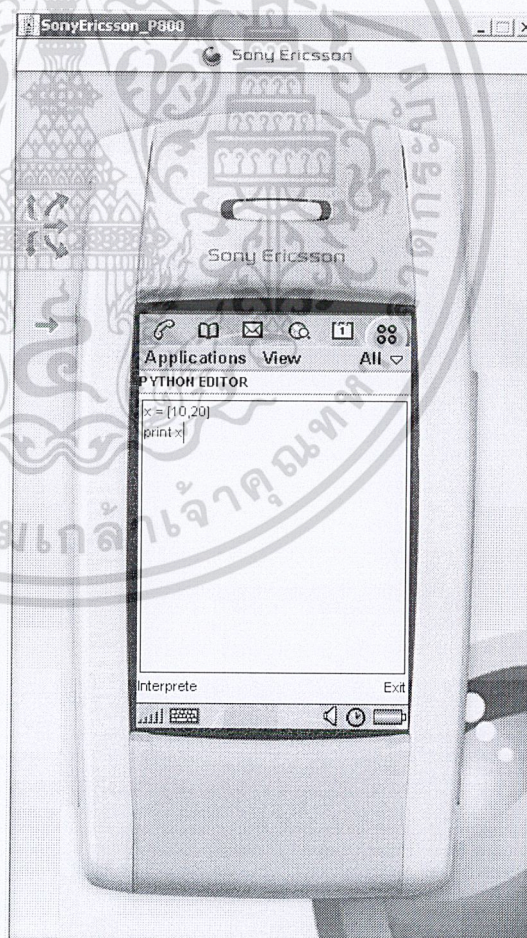 SonyEricsson_P800
Sony Ericsson
Sony Ericsson
Applications View All
PYTHON EDITOR
x = [10,20]
print x
Interprete Exit